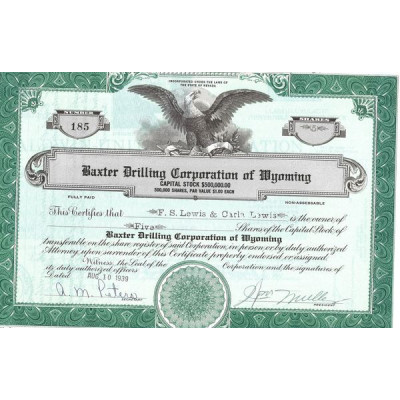 INCORPORATED UNDER THE LAWS OF
THE STATE OF NEVADA
NUMBER
185
SHARES
5
Baxter Drilling Corporation of Wyoming
CAPITAL STOCK $500,000.00
500,000 SHARES, PAR VALUE $1.00 EACH
FULLY PAID
NON-ASSESSABLE
This Certifies that F. S. Lewis & Carla Lewis is the owner of
Five Shares of the Capital Stock of
Baxter Drilling Corporation of Wyoming
transferable on the share register of said Corporation, in person or by duly authorized
Attorney upon surrender of this Certificate properly endorsed or assigned.
Witness, the Seal of the Corporation and the signatures of
its duly authorized officers
Dated AUG 10 1939
A. M. Peters
PRESIDENT